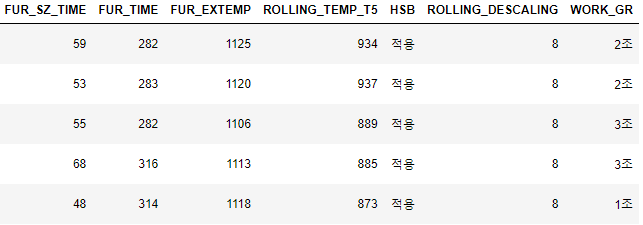 FUR_SZ_TIME FUR_TIME FUR_EXTEMP ROLLING_TEMP_T5 HSB ROLLING_DESCALING WORK_GR
59 282 1125 934 적용 8 2조
53 283 1120 937 적용 8 2조
55 282 1106 889 적용 8 3조
68 316 1113 885 적용 8 3조
48 314 1118 873 적용 8 1조